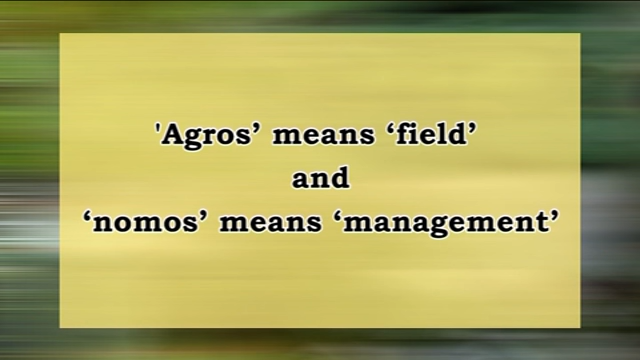 'Agros’ means ‘field’
and
‘nomos’ means ‘management’